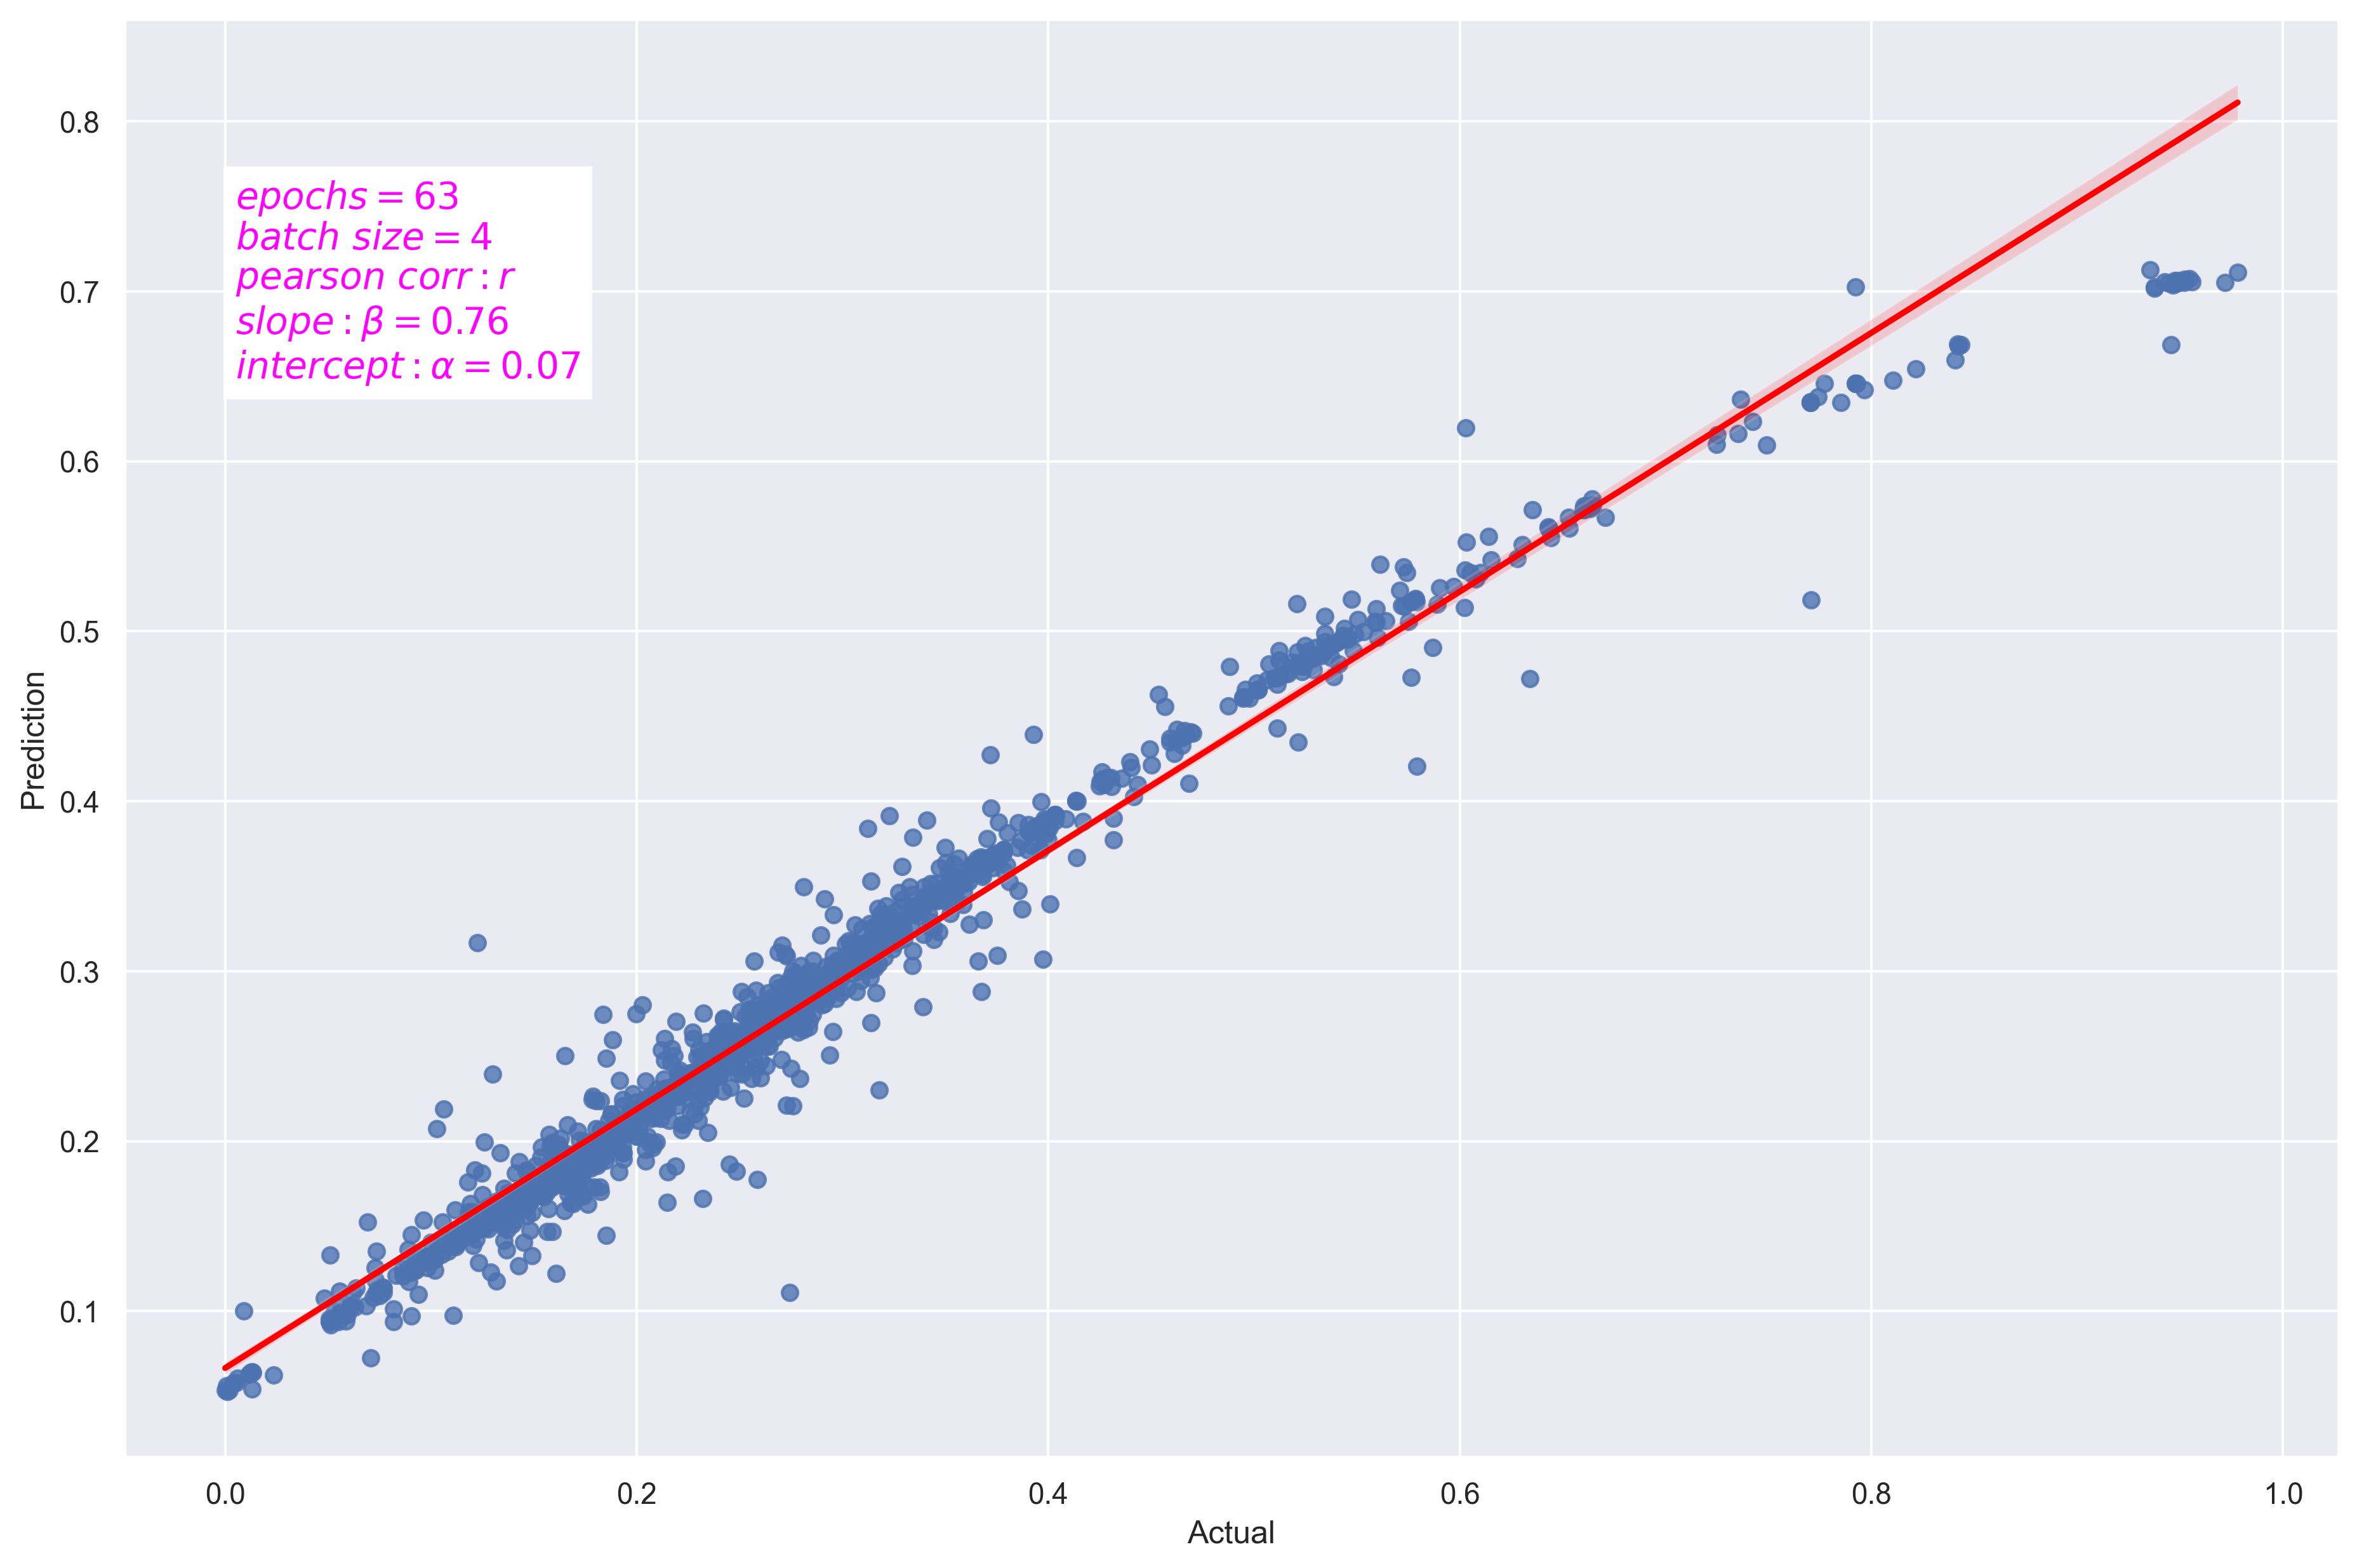 0.8
epochs = 63
batch size = 4
pearson corr : r
slope : β = 0.76
intercept : α = 0.07
0.7
0.6
0.5
Prediction
0.4
0.3
0.2
0.1
0.0 0.2 0.4 0.6 0.8 1.0
Actual